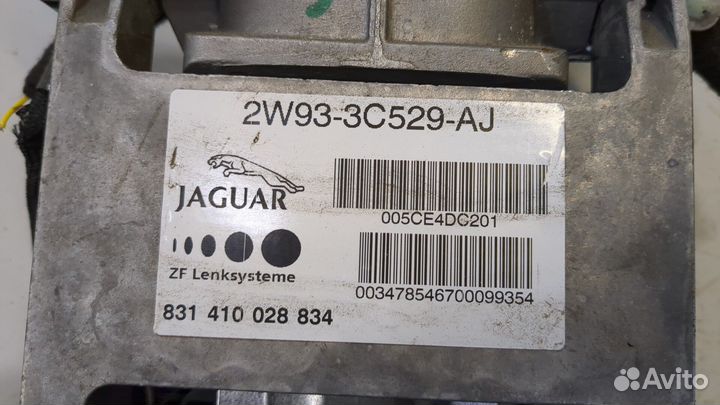 2W93-3C529-AJ
JAGUAR
005CE4DC201
ZF Lenksysteme
003478546700099354
831 410 028 834
Avito